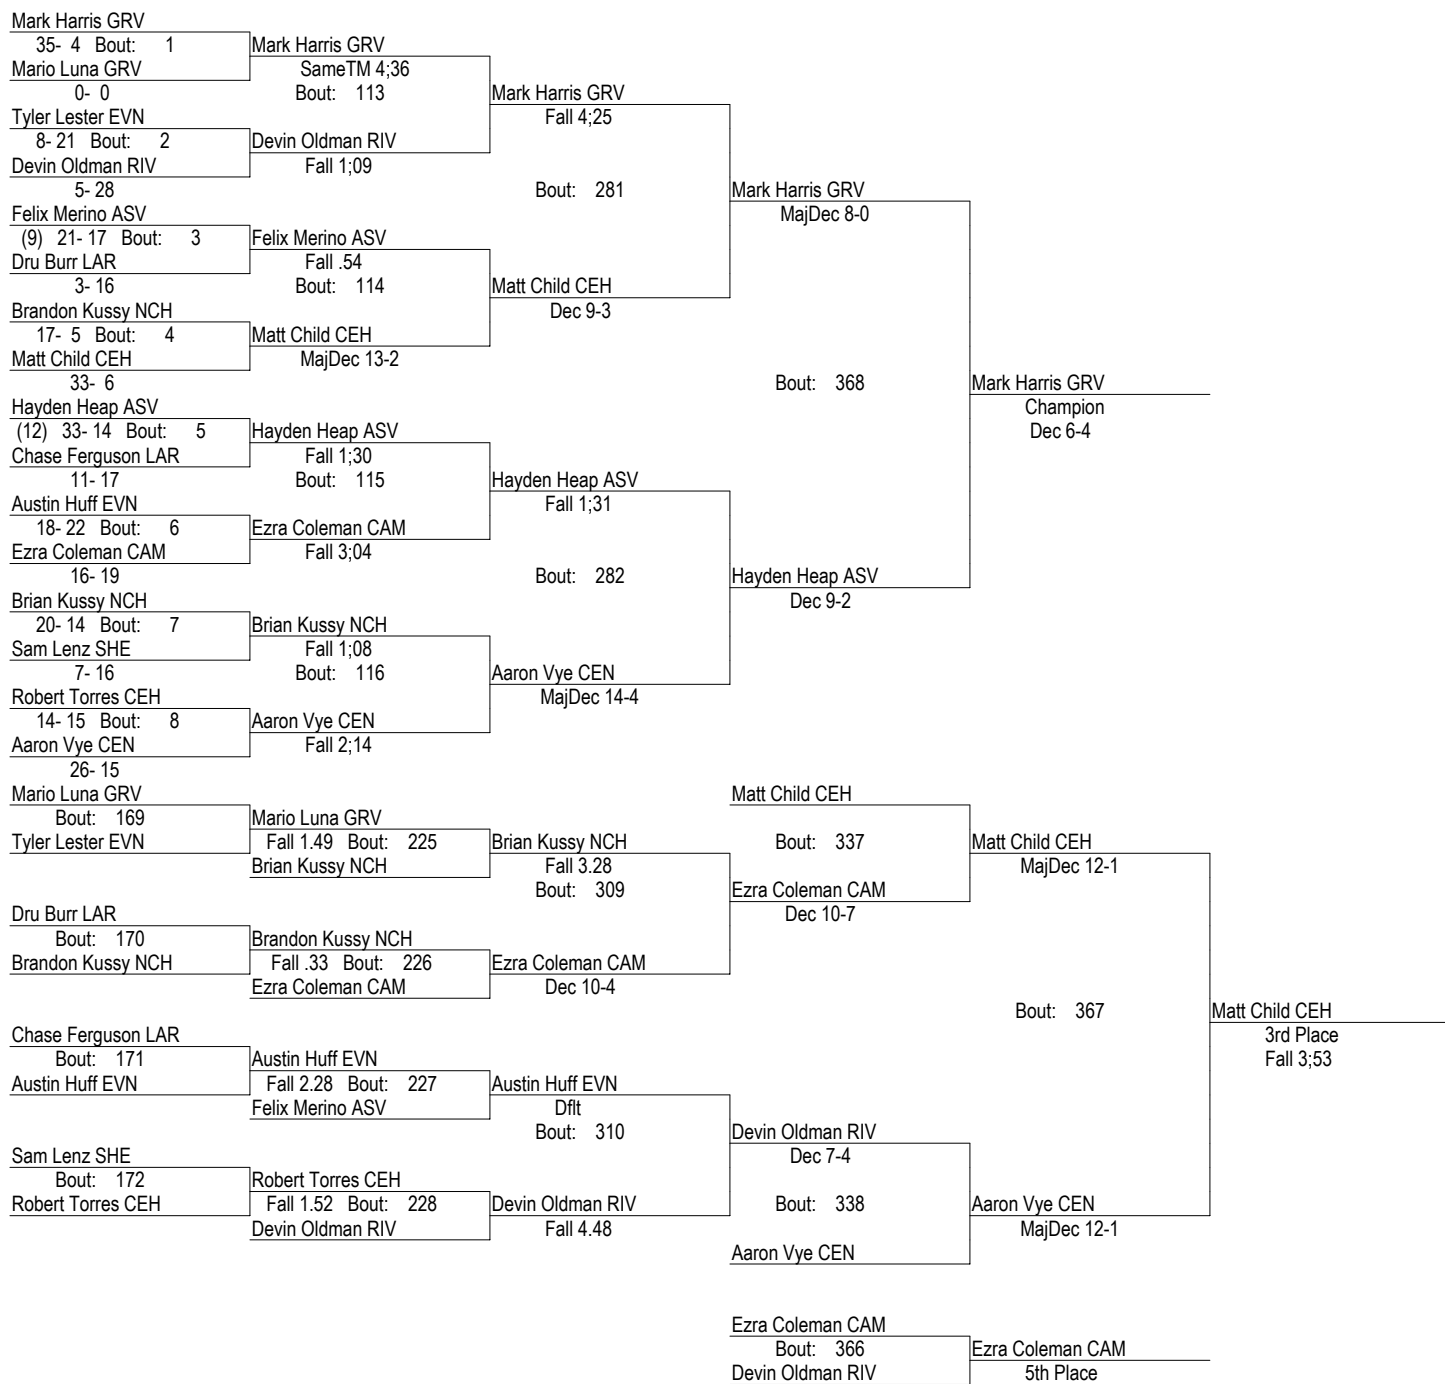 Mark Harris GRV
35- 4 Bout: 1
Mario Luna GRV
0- 0
Tyler Lester EVN
8- 21 Bout: 2
Devin Oldman RIV
5- 28
Felix Merino ASV
(9) 21- 17 Bout: 3
Dru Burr LAR
3- 16
Brandon Kussy NCH
17- 5 Bout: 4
Matt Child CEH
33- 6
Hayden Heap ASV
(12) 33- 14 Bout: 5
Chase Ferguson LAR
11- 17
Austin Huff EVN
18- 22 Bout: 6
Ezra Coleman CAM
16- 19
Brian Kussy NCH
20- 14 Bout: 7
Sam Lenz SHE
7- 16
Robert Torres CEH
14- 15 Bout: 8
Aaron Vye CEN
26- 15
Mark Harris GRV
SameTM 4;36
Bout: 113
Devin Oldman RIV
Fall 1;09
Felix Merino ASV
Fall .54
Bout: 114
Matt Child CEH
MajDec 13-2
Hayden Heap ASV
Fall 1;30
Bout: 115
Ezra Coleman CAM
Fall 3;04
Brian Kussy NCH
Fall 1;08
Bout: 116
Aaron Vye CEN
Fall 2;14
Mark Harris GRV
Fall 4;25
Bout: 281
Matt Child CEH
Dec 9-3
Hayden Heap ASV
Fall 1;31
Bout: 282
Aaron Vye CEN
MajDec 14-4
Mark Harris GRV
MajDec 8-0
Bout: 368
Hayden Heap ASV
Dec 9-2
Mark Harris GRV
Champion
Dec 6-4
Mario Luna GRV
Bout: 169
Tyler Lester EVN
Dru Burr LAR
Bout: 170
Brandon Kussy NCH
Chase Ferguson LAR
Bout: 171
Austin Huff EVN
Sam Lenz SHE
Bout: 172
Robert Torres CEH
Mario Luna GRV
Fall 1.49 Bout: 225
Brian Kussy NCH
Brandon Kussy NCH
Fall .33 Bout: 226
Ezra Coleman CAM
Austin Huff EVN
Fall 2.28 Bout: 227
Felix Merino ASV
Robert Torres CEH
Fall 1.52 Bout: 228
Devin Oldman RIV
Brian Kussy NCH
Fall 3.28
Bout: 309
Ezra Coleman CAM
Dec 10-4
Austin Huff EVN
Dflt
Bout: 310
Devin Oldman RIV
Fall 4.48
Matt Child CEH
Bout: 337
Ezra Coleman CAM
Dec 10-7
Devin Oldman RIV
Dec 7-4
Bout: 338
Aaron Vye CEN
Matt Child CEH
MajDec 12-1
Bout: 367
Aaron Vye CEN
MajDec 12-1
Matt Child CEH
3rd Place
Fall 3;53
Ezra Coleman CAM
Bout: 366
Devin Oldman RIV
Ezra Coleman CAM
5th Place